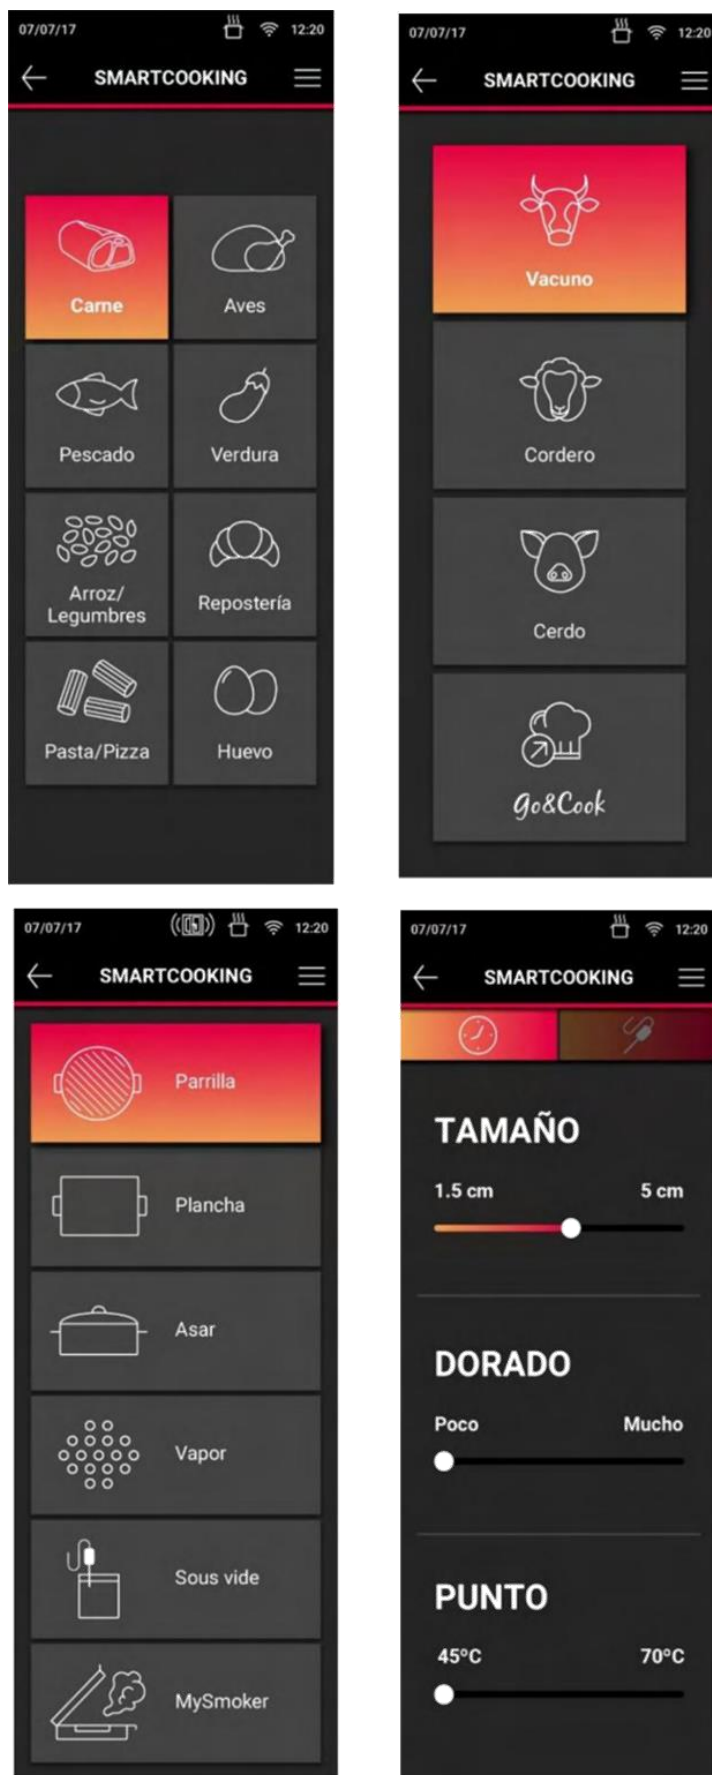 07/07/17 12:20
SMARTCOOKING
Carne
Aves
Pescado
Verdura
Arroz/
Legumbres
Repostería
Pasta/Pizza
Huevo
07/07/17 12:20
SMARTCOOKING
Vacuno
Cordero
Cerdo
Go&Cook
07/07/17 12:20
SMARTCOOKING
Parrilla
Plancha
Asar
Vapor
Sous vide
MySmoker
07/07/17 12:20
SMARTCOOKING
TAMAÑO
1.5 cm 5 cm
DORADO
Poco Mucho
PUNTO
45ºC 70ºC